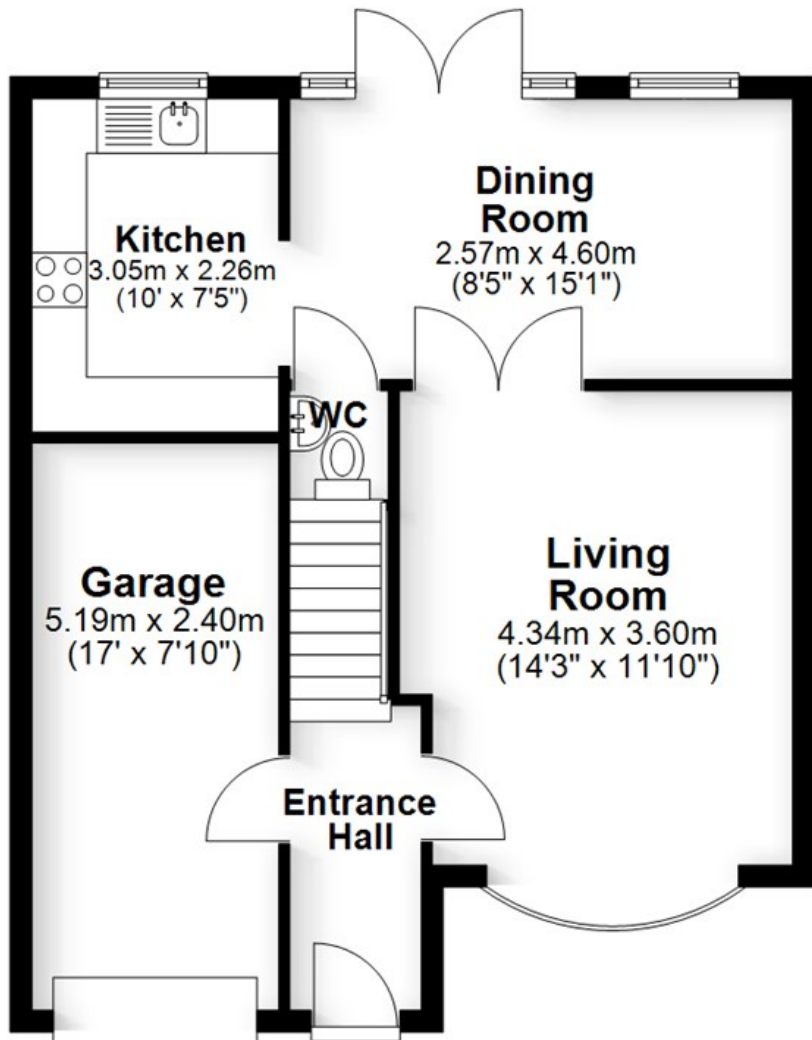 Dining
Room
2.57m x 4.60m
(8'5" x 15'1")
Kitchen
3.05m x 2.26m
(10' x 7'5")
WC
Living
Room
4.34m x 3.60m
(14'3" x 11'10")
Garage
5.19m x 2.40m
(17' x 7'10")
Entrance
Hall